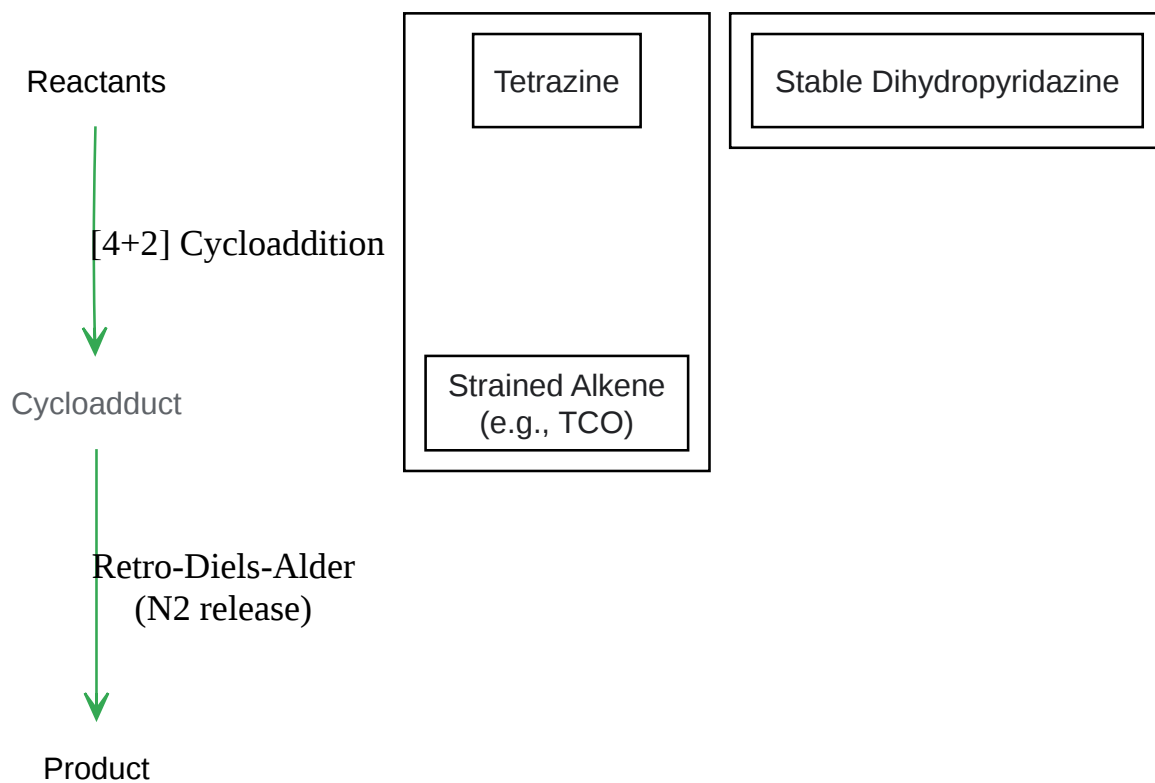 Reactants
Tetrazine
Stable Dihydropyridazine
[4+2] Cycloaddition
Cycloadduct
Strained Alkene
(e.g., TCO)
Retro-Diels-Alder
(N2 release)
Product